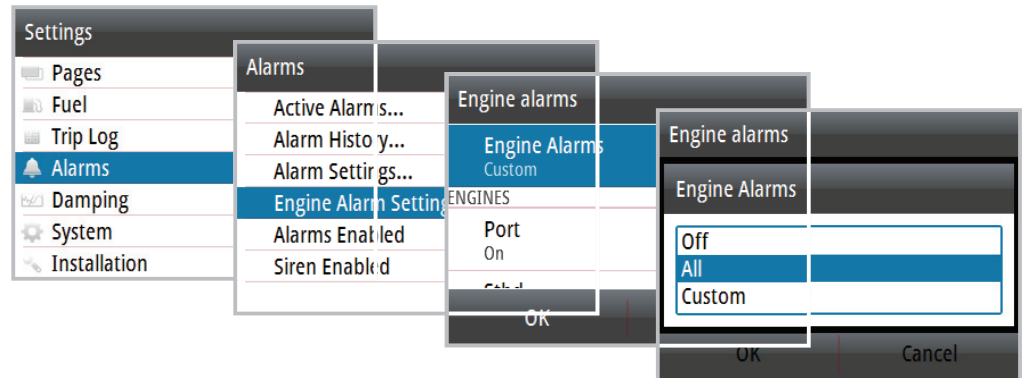 Settings
Pages
Fuel
Trip Log
Alarms
Damping
System
Installation
Alarms
Active Alarms...
Alarm History...
Alarm Settings...
Engine Alarm Setting
Alarms Enabled
Siren Enabled
Engine alarms
Engine Alarms
Custom
ENGINES
Port
On
OK
Engine alarms
Engine Alarms
Off
All
Custom
OK Cancel